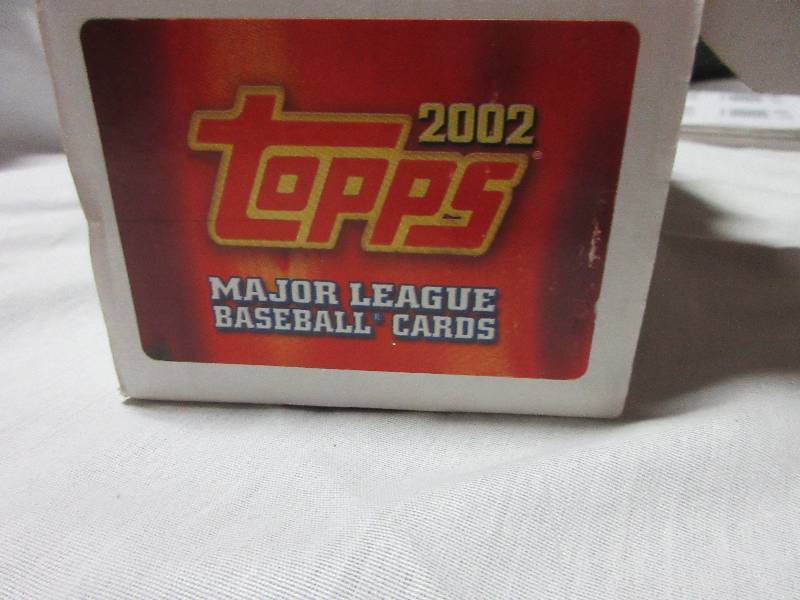 2002
topps®
MAJOR LEAGUE
BASEBALL® CARDS